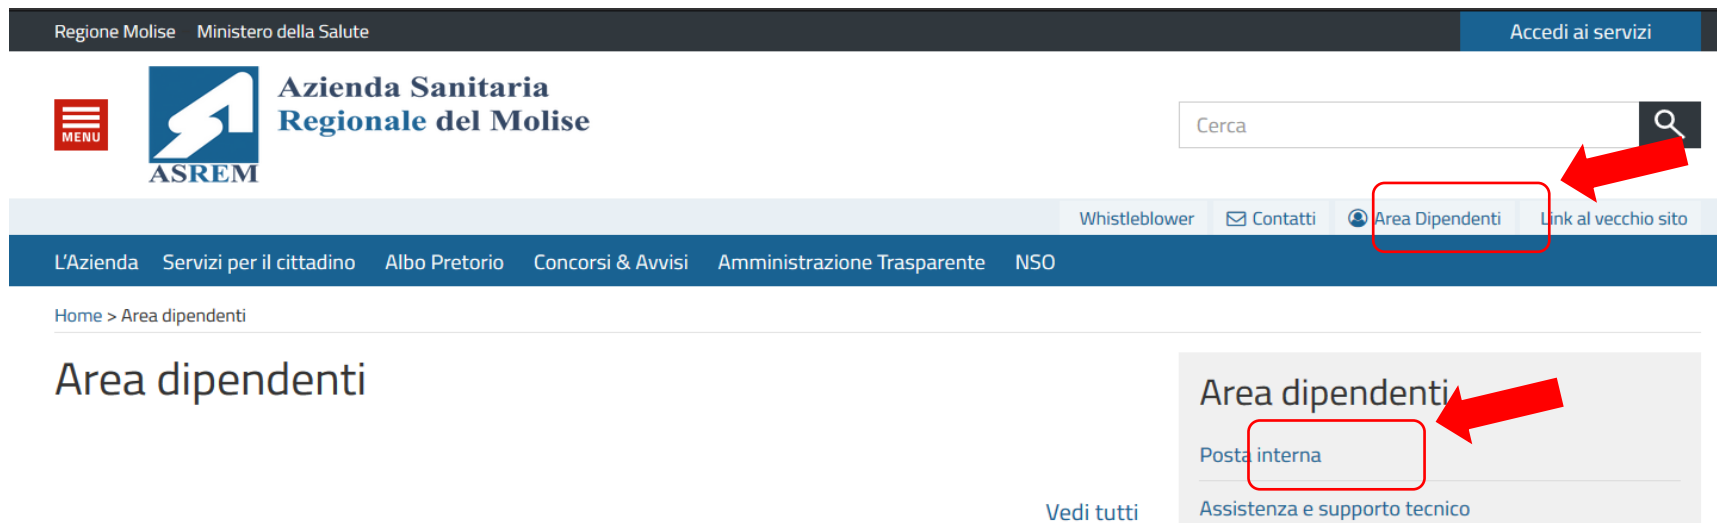 Regione Molise Ministero della Salute Accedi ai servizi
MENU
ASREM
Azienda Sanitaria
Regionale del Molise
Cerca
Whistleblower Contatti Area Dipendenti Link al vecchio sito
L'Azienda Servizi per il cittadino Albo Pretorio Concorsi & Avvisi Amministrazione Trasparente NSO
Home > Area dipendenti
Area dipendenti
Vedi tutti
Area dipendenti
Posta interna
Assistenza e supporto tecnico